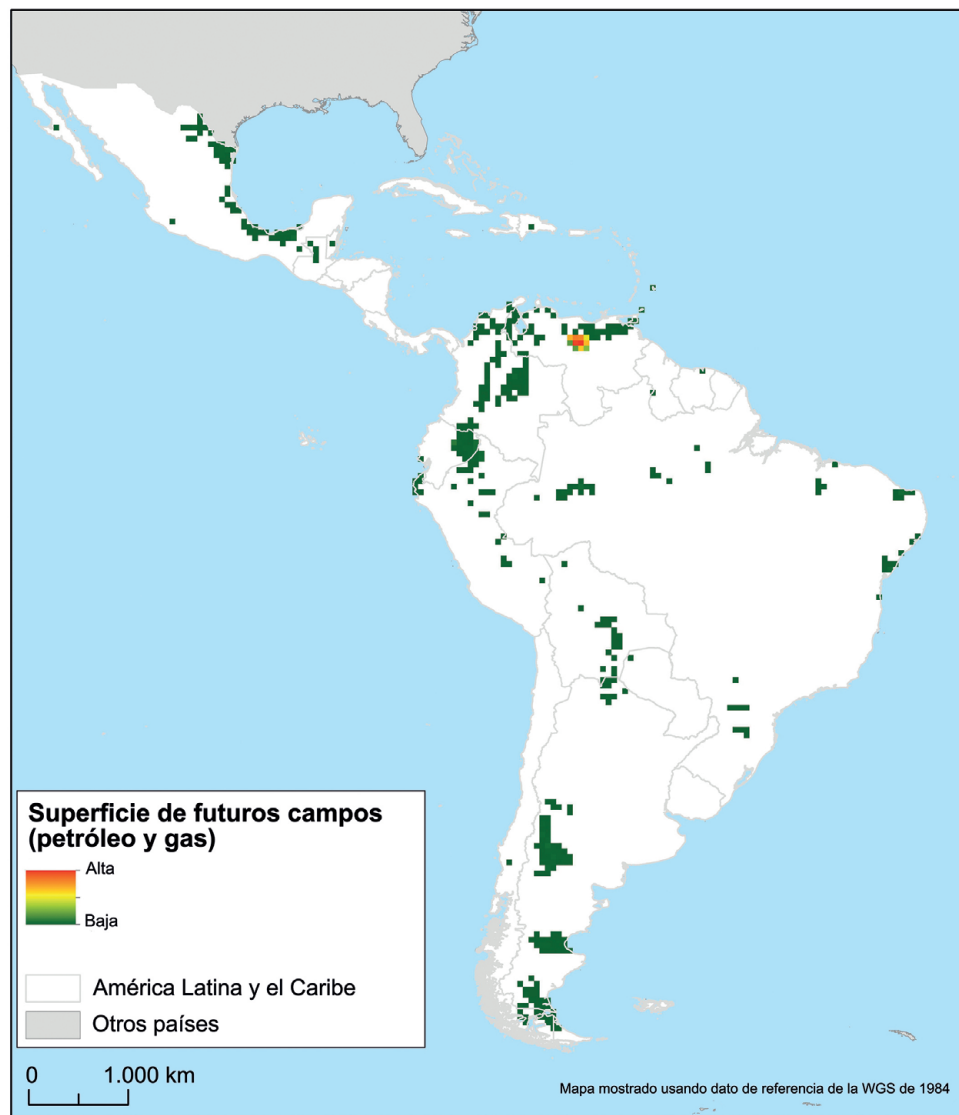 Superficie de futuros campos
(petróleo y gas)
Alta
Baja
América Latina y el Caribe
Otros países
0 1.000 km
Mapa mostrado usando dato de referencia de la WGS de 1984